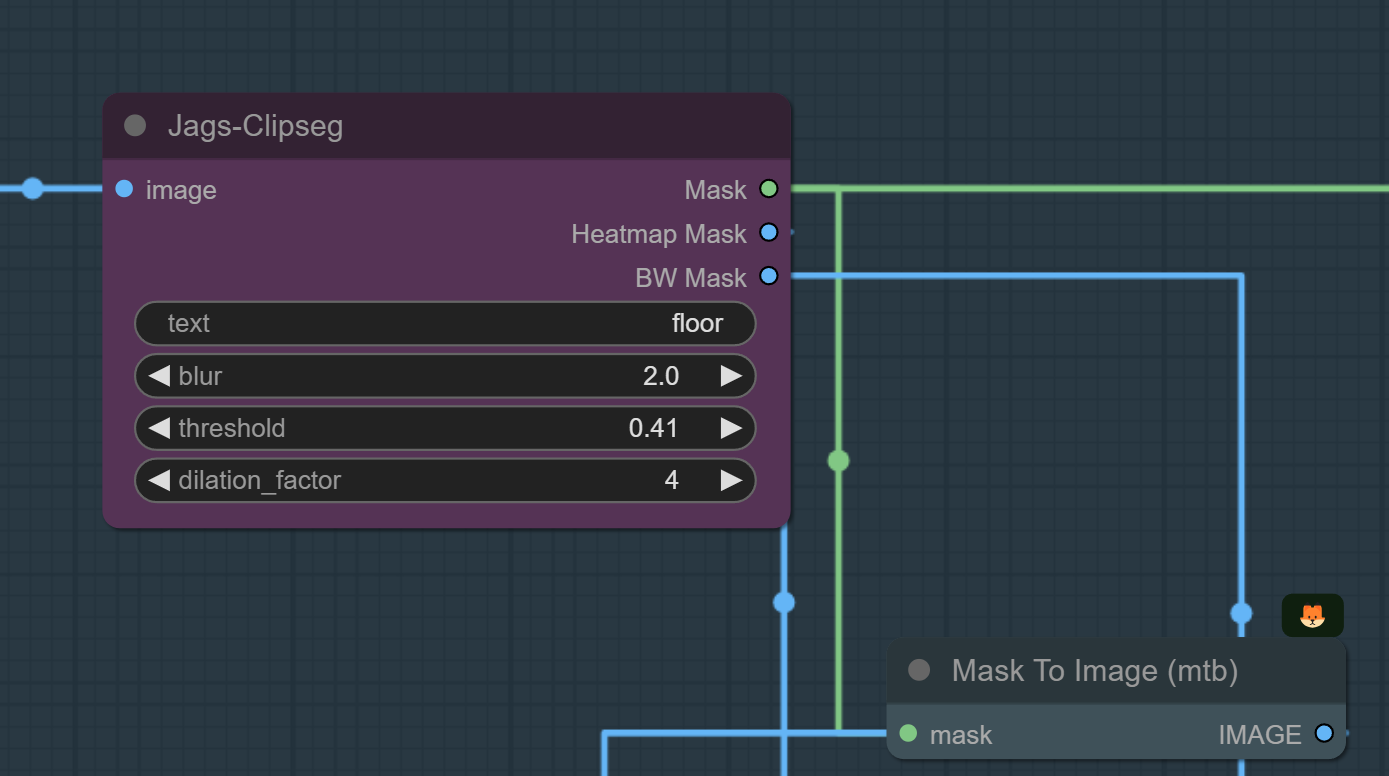 Jags-Clipseg
image Mask
Heatmap Mask
BW Mask
text floor
blur 2.0
threshold 0.41
dilation_factor 4
Mask To Image (mtb)
mask IMAGE